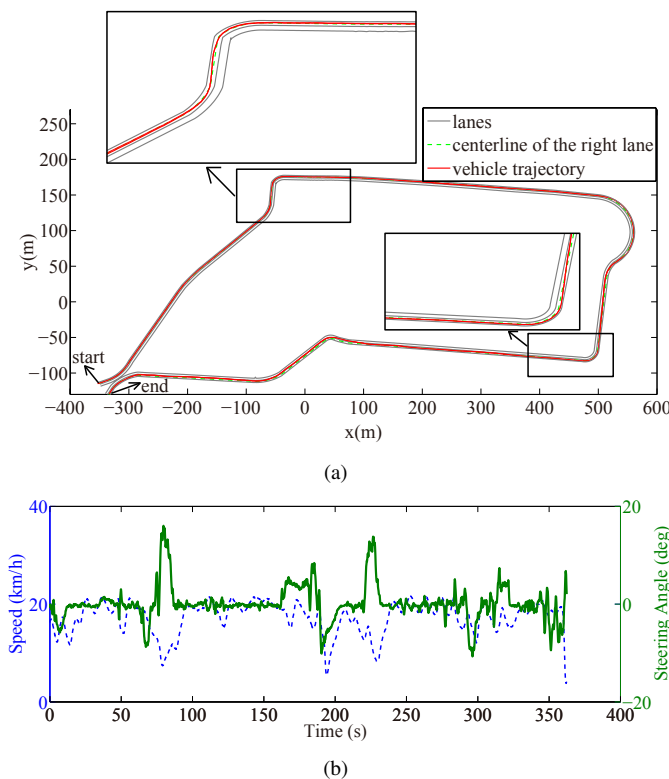 lanes
centerline of the right lane
vehicle trajectory
250
200
150
100
50
0
−50
−100
y(m)
start
end
−400 −300 −200 −100 0 100 200 300 400 500 600
x(m)
(a)
40
20
0
Speed (km/h)
20
0
−20
Steering Angle (deg)
0 50 100 150 200 250 300 350 400
Time (s)
(b)